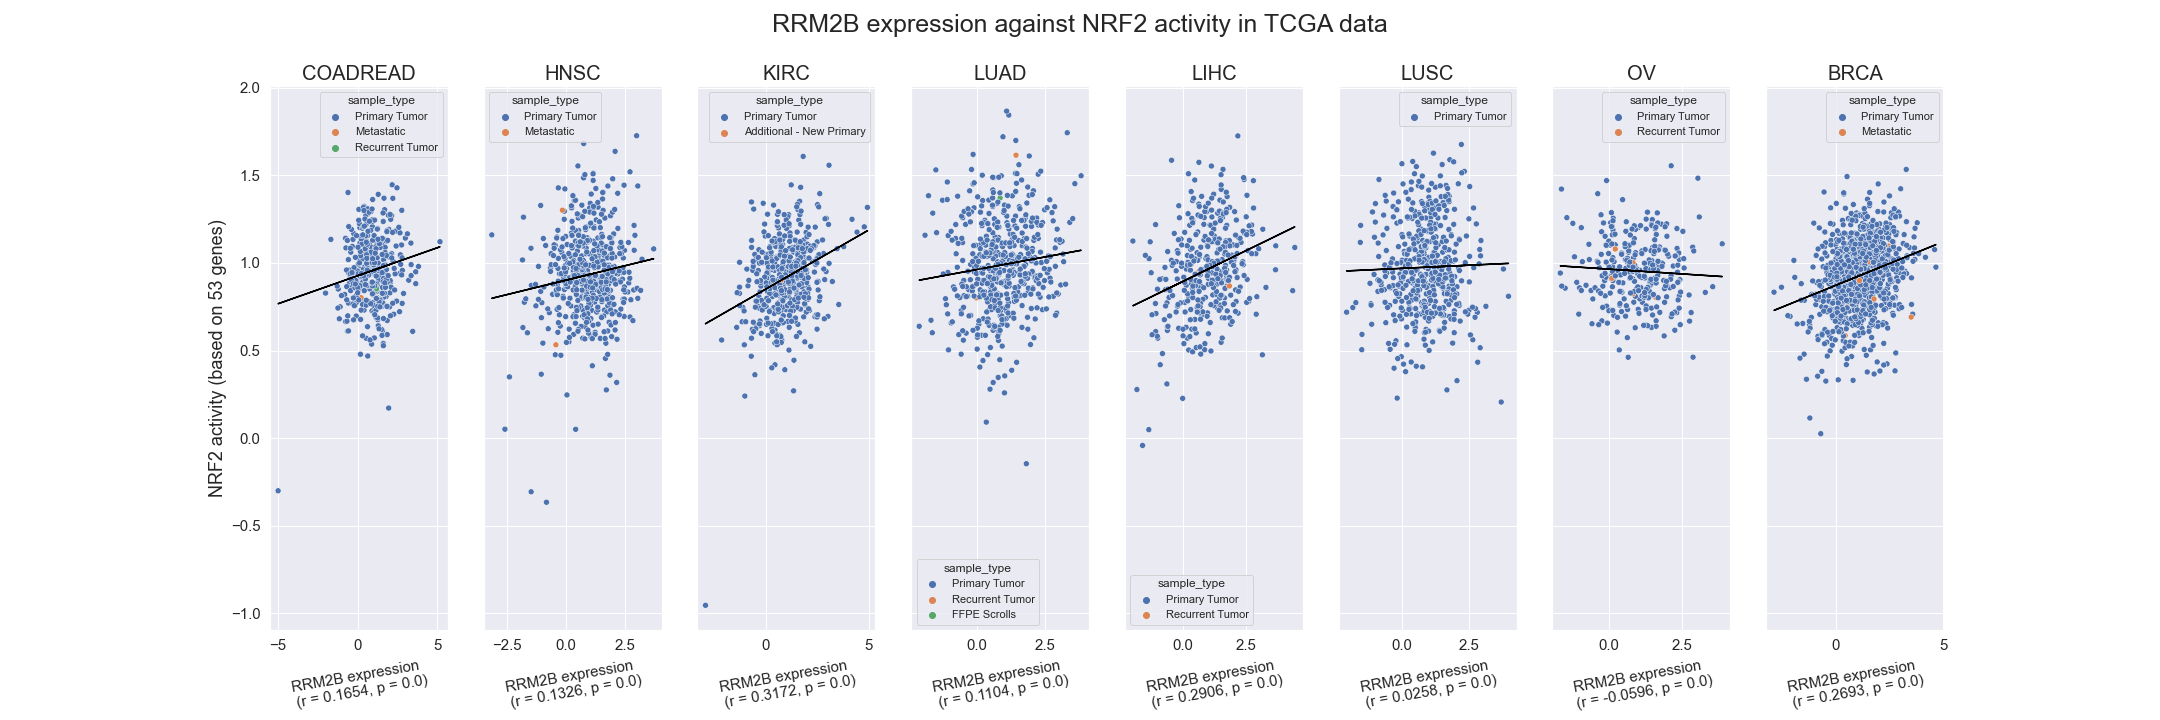 RRM2B expression against NRF2 activity in TCGA data
COADREAD
HNSC
KIRC
LUAD
LIHC
LUSC
OV
BRCA
NRF2 activity (based on 53 genes)
2.0
1.5
1.0
0.5
0.0
−0.5
−1.0
sample_type
Primary Tumor
Metastatic
Recurrent Tumor
−5
0
5
RRM2B expression
(r = 0.1654, p = 0.0)
sample_type
Primary Tumor
Metastatic
−2.5
0.0
2.5
RRM2B expression
(r = 0.1326, p = 0.0)
sample_type
Primary Tumor
Additional - New Primary
0
5
RRM2B expression
(r = 0.3172, p = 0.0)
sample_type
Primary Tumor
Recurrent Tumor
FFPE Scrolls
0.0
2.5
RRM2B expression
(r = 0.1104, p = 0.0)
sample_type
Primary Tumor
Recurrent Tumor
0.0
2.5
RRM2B expression
(r = 0.2906, p = 0.0)
sample_type
Primary Tumor
0.0
2.5
RRM2B expression
(r = 0.0258, p = 0.0)
sample_type
Primary Tumor
Recurrent Tumor
0.0
2.5
RRM2B expression
(r = -0.0596, p = 0.0)
sample_type
Primary Tumor
Metastatic
0
5
RRM2B expression
(r = 0.2693, p = 0.0)